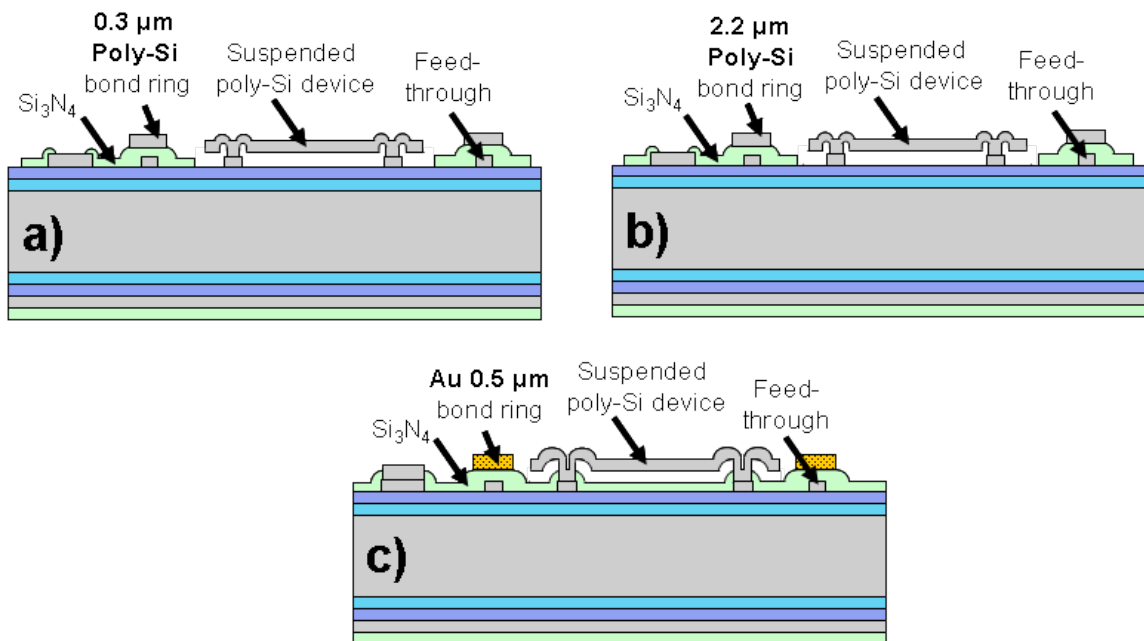 0.3 µm
Poly-Si
bond ring
Suspended
poly-Si device
Feed-
through
Si₃N₄
a)
2.2 µm
Poly-Si
bond ring
Suspended
poly-Si device
Feed-
through
Si₃N₄
b)
Au 0.5 µm
bond ring
Suspended
poly-Si device
Feed-
through
Si₃N₄
c)